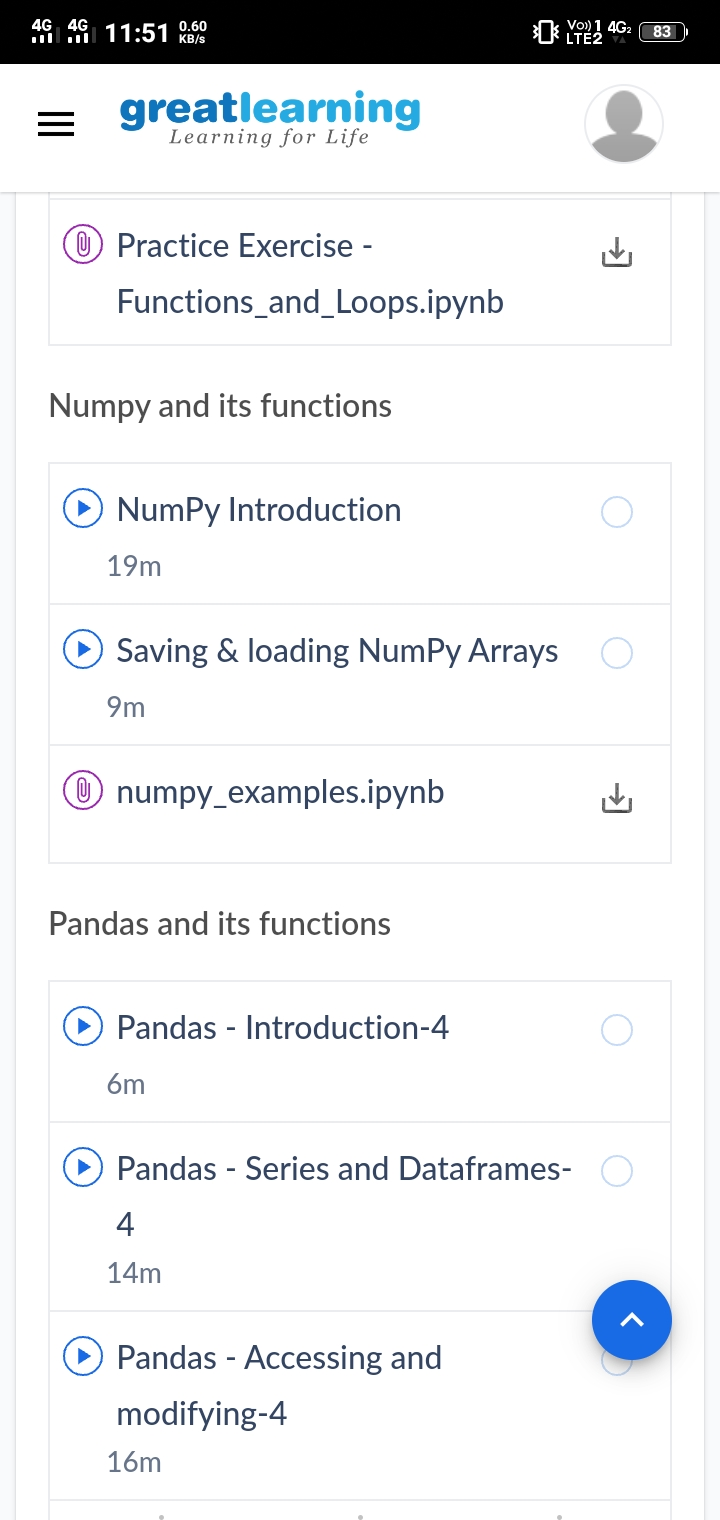 4G 4G 11:51 0.60 KB/s Vo)) 1 LTE2 4G2 83
greatlearning
Learning for Life
Practice Exercise -
Functions_and_Loops.ipynb
Numpy and its functions
NumPy Introduction
19m
Saving & loading NumPy Arrays
9m
numpy_examples.ipynb
Pandas and its functions
Pandas - Introduction-4
6m
Pandas - Series and Dataframes-
4
14m
Pandas - Accessing and
modifying-4
16m